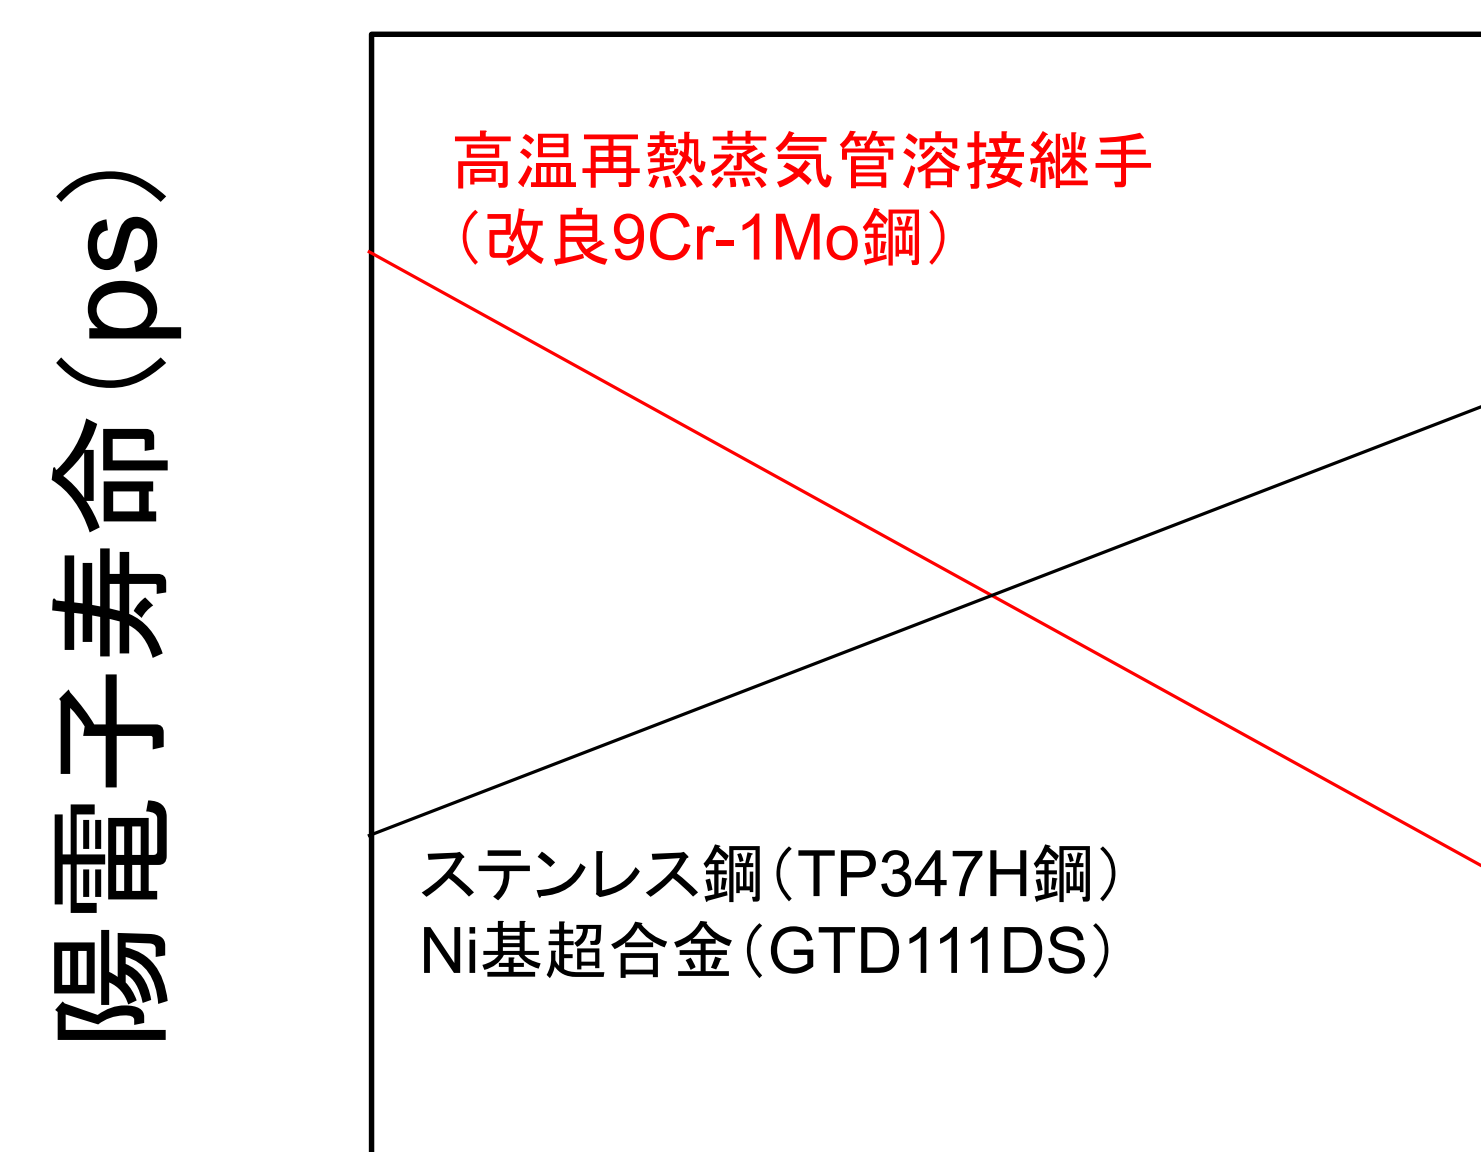 陽電子寿命（ps）
高温再熱蒸気管溶接継手
（改良9Cr-1Mo鋼）
ステンレス鋼（TP347H鋼）
Ni基超合金（GTD111DS）